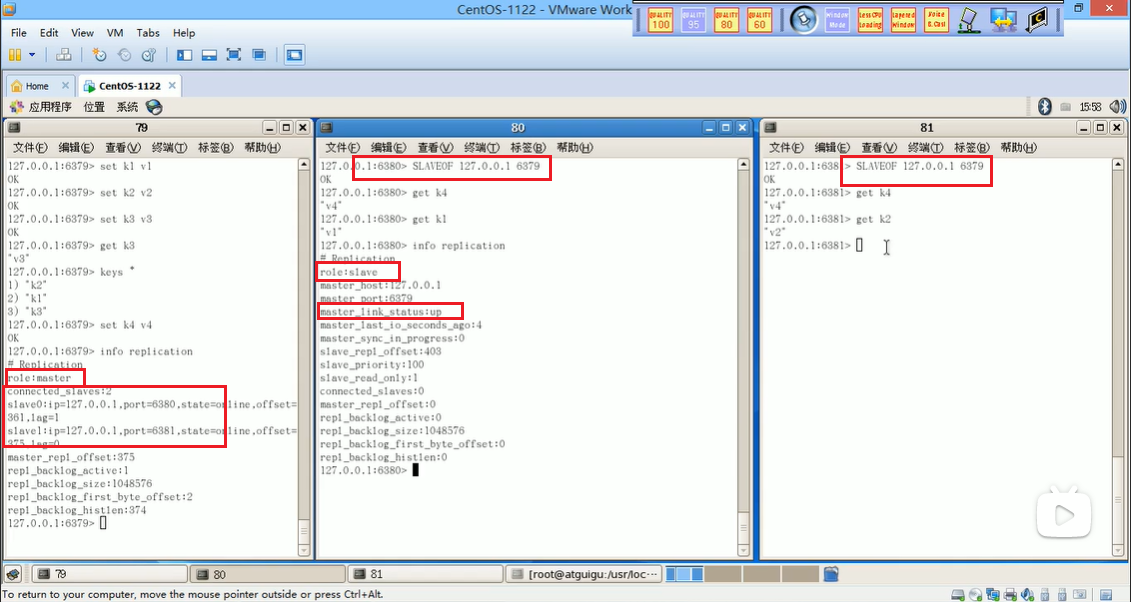 CentOS-1122 - VMware Work
QUALITY 100
QUALITY 95
QUALITY 80
QUALITY 60
Window Mode
Less CPU Loading
Layered Window
File Edit View VM Tabs Help
Home
CentOS-1122
应用程序 位置 系统
15:58
79
文件(F) 编辑(E) 查看(V) 终端(T) 标签(B) 帮助(H)
127.0.0.1:6379> set k1 v1
OK
127.0.0.1:6379> set k2 v2
OK
127.0.0.1:6379> set k3 v3
OK
127.0.0.1:6379> get k3
"v3"
127.0.0.1:6379> keys *
1) "k2"
2) "k1"
3) "k3"
127.0.0.1:6379> set k4 v4
OK
127.0.0.1:6379> info replication
# Replication
role:master
connected_slaves:2
slave0:ip=127.0.0.1,port=6380,state=online,offset=
361,lag=1
slave1:ip=127.0.0.1,port=6381,state=online,offset=
375,lag=0
master_repl_offset:375
repl_backlog_active:1
repl_backlog_size:1048576
repl_backlog_first_byte_offset:2
repl_backlog_histlen:374
127.0.0.1:6379>
80
文件(F) 编辑(E) 查看(V) 终端(T) 标签(B) 帮助(H)
127.0.0.1:6380> SLAVEOF 127.0.0.1 6379
OK
127.0.0.1:6380> get k4
"v4"
127.0.0.1:6380> get k1
"v1"
127.0.0.1:6380> info replication
# Replication
role:slave
master_host:127.0.0.1
master_port:6379
master_link_status:up
master_last_io_seconds_ago:4
master_sync_in_progress:0
slave_repl_offset:403
slave_priority:100
slave_read_only:1
connected_slaves:0
master_repl_offset:0
repl_backlog_active:0
repl_backlog_size:1048576
repl_backlog_first_byte_offset:0
repl_backlog_histlen:0
127.0.0.1:6380>
81
文件(F) 编辑(E) 查看(V) 终端(T) 标签(B) 帮助(H)
127.0.0.1:6381> SLAVEOF 127.0.0.1 6379
OK
127.0.0.1:6381> get k4
"v4"
127.0.0.1:6381> get k2
"v2"
127.0.0.1:6381>
79
80
81
[root@atguigu:/usr/loc···
To return to your computer, move the mouse pointer outside or press Ctrl+Alt.